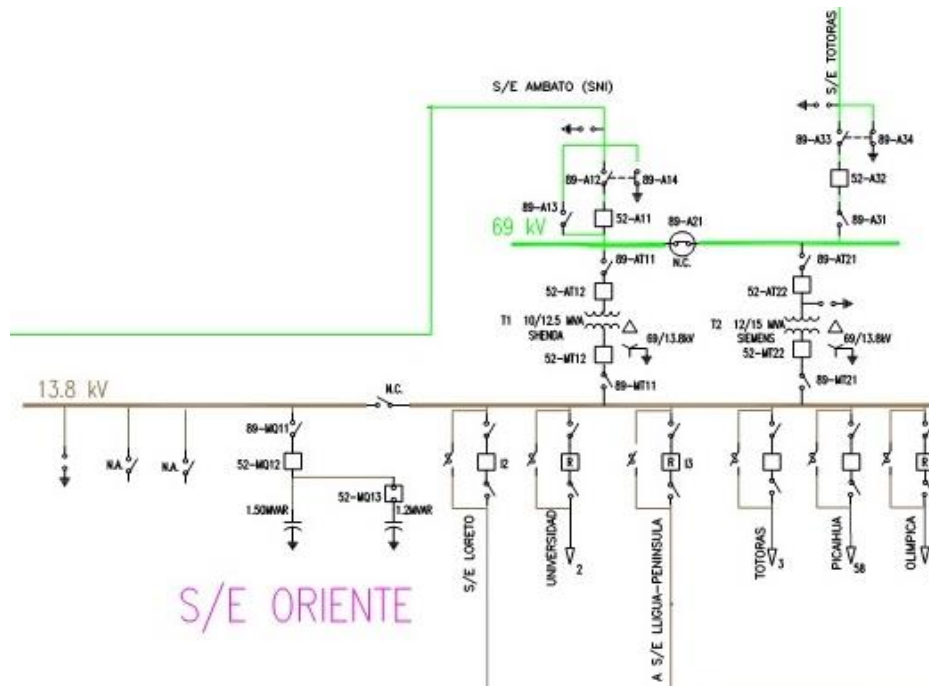 S/E AMBATO (SNI)
S/E TOTORAS
89-A33
89-A34
52-A32
89-A31
89-A12
89-A14
89-A13
52-A11
89-A21
N.C.
69 kV
89-AT11
52-AT12
T1 10/12.5 MVA
SHENDA
69/13.8kV
52-MT12
89-MT11
89-AT21
52-AT22
T2 12/15 MVA
SIEMENS
69/13.8kV
52-MT22
89-MT21
13.8 kV
N.C.
N.A.
N.A.
89-MQ11
52-MQ12
52-MQ13
1.50MVAR
1.2MVAR
I2
R
R
I3
R
S/E LORETO
UNIVERSIDAD
2
A S/E LLIGUA-PENINSULA
TOTORAS
3
PICAIHUA
58
OLIMPICA
S/E ORIENTE